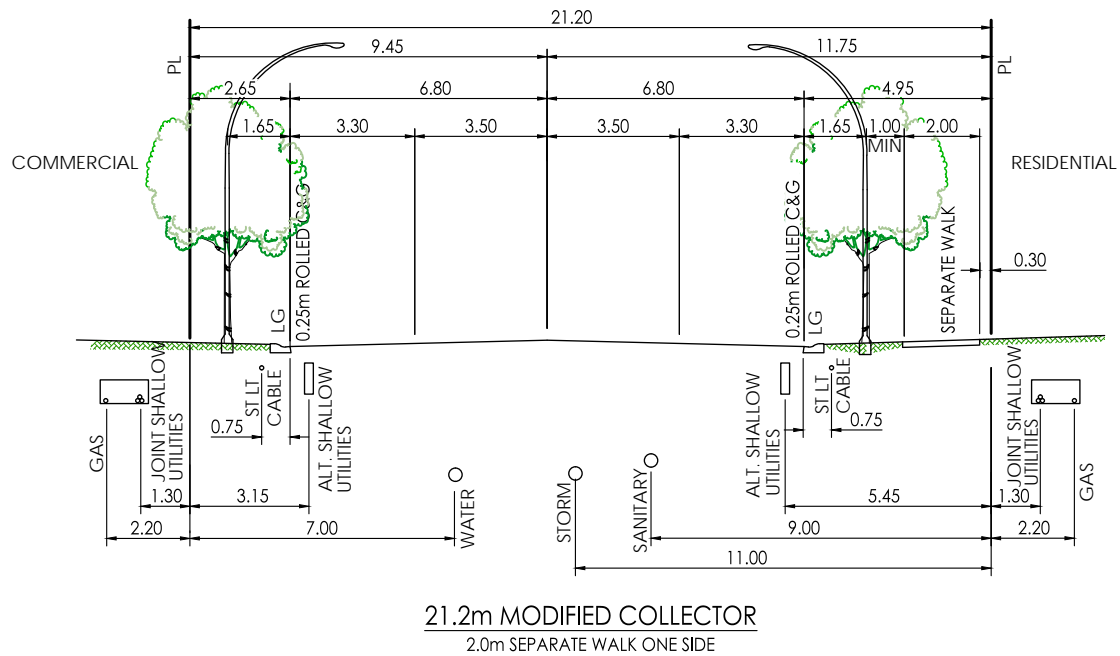 21.20
9.45
11.75
PL
PL
2.65
6.80
6.80
4.95
1.65
3.30
3.50
3.50
3.30
1.65
1.00
MIN
2.00
COMMERCIAL
RESIDENTIAL
0.25m ROLLED C&G
0.25m ROLLED C&G
SEPARATE WALK
0.30
LG
LG
GAS
JOINT SHALLOW
UTILITIES
ST LT
CABLE
0.75
ALT. SHALLOW
UTILITIES
ALT. SHALLOW
UTILITIES
ST LT
CABLE
0.75
JOINT SHALLOW
UTILITIES
GAS
WATER
STORM
SANITARY
1.30
3.15
5.45
1.30
2.20
7.00
9.00
2.20
11.00
21.2m MODIFIED COLLECTOR
2.0m SEPARATE WALK ONE SIDE